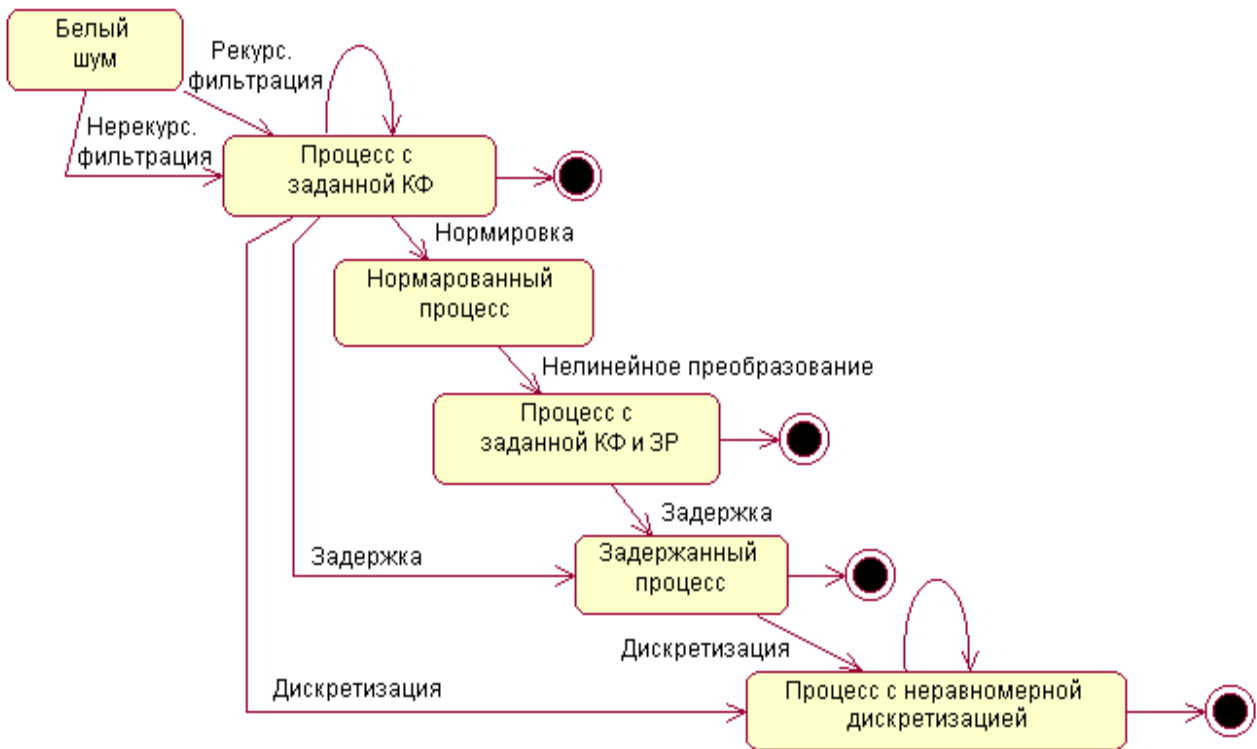 Белый
шум
Рекурс.
фильтрация
Нерекурс.
фильтрация
Процесс с
заданной КФ
Нормировка
Нормарованный
процесс
Нелинейное преобразование
Процесс с
заданной КФ и ЗР
Задержка
Задержка
Задержанный
процесс
Дискретизация
Дискретизация
Процесс с неравномерной
дискретизацией